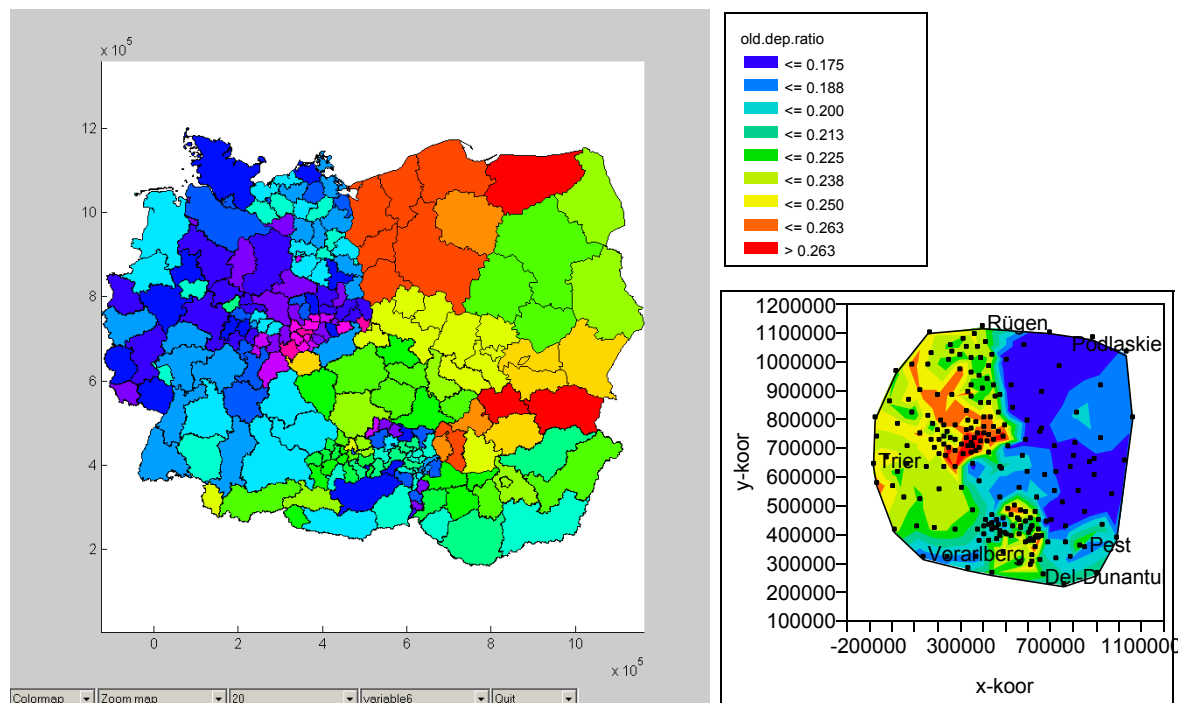 x 10^5
12
10
8
6
4
2
0 2 4 6 8 10
x 10^5
Colormap Zoom map 20 variable6 Quit
old.dep.ratio
<= 0.175
<= 0.188
<= 0.200
<= 0.213
<= 0.225
<= 0.238
<= 0.250
<= 0.263
> 0.263
1200000
1100000
1000000
900000
800000
700000
600000
500000
400000
300000
200000
100000
y-koor
Rügen
Podlaskie
Trier
Vorarlberg
Pest
Del-Dunantul
-200000 300000 700000 1100000
x-koor